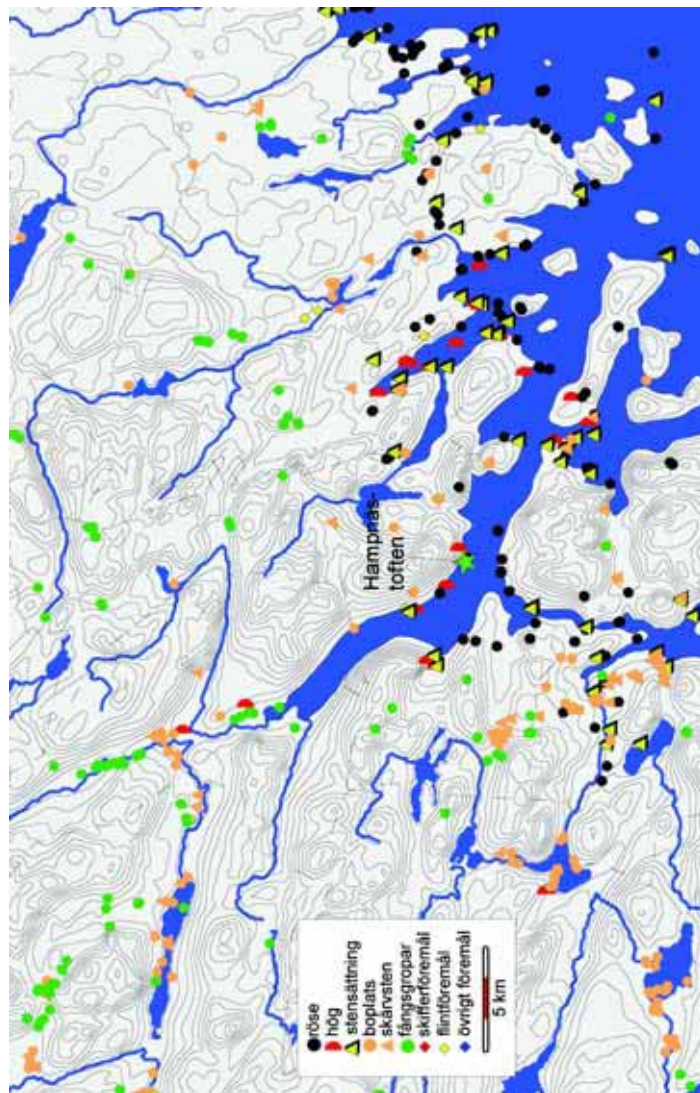 Hampnäs-
toften
röse
hög
stensättning
boplats
skärvsten
fångsgropar
skifferföremål
flintföremål
övrigt föremål
5 km